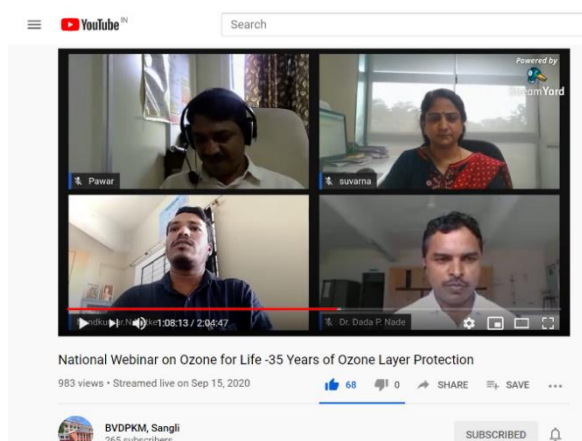 YouTube IN
Search
Powered by
StreamYard
Pawar
suvarna
1:08:13 / 2:04:47
Dr. Dada P. Nade
National Webinar on Ozone for Life -35 Years of Ozone Layer Protection
983 views • Streamed live on Sep 15, 2020
68
0
SHARE
SAVE
BVDPKM, Sangli
265 subscribers
SUBSCRIBED